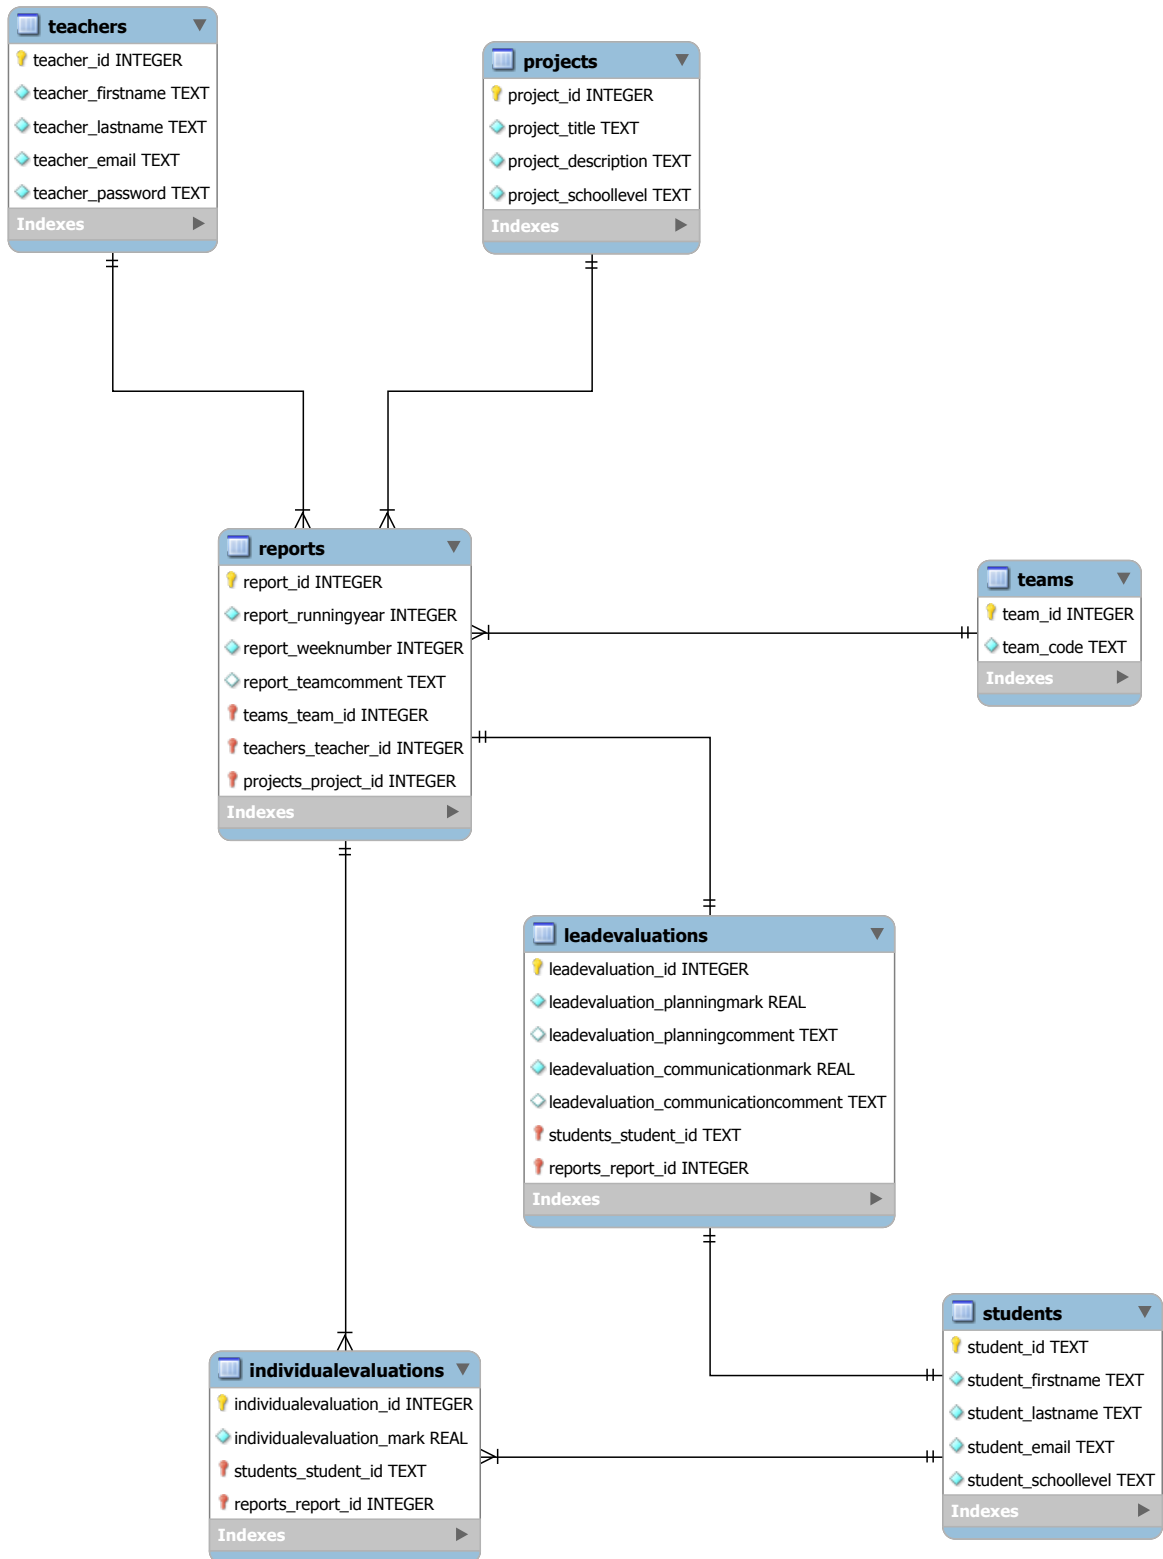 teachers
teacher_id INTEGER
teacher_firstname TEXT
teacher_lastname TEXT
teacher_email TEXT
teacher_password TEXT
Indexes
projects
project_id INTEGER
project_title TEXT
project_description TEXT
project_schoollevel TEXT
Indexes
reports
report_id INTEGER
report_runningyear INTEGER
report_weeknumber INTEGER
report_teamcomment TEXT
teams_team_id INTEGER
teachers_teacher_id INTEGER
projects_project_id INTEGER
Indexes
teams
team_id INTEGER
team_code TEXT
Indexes
leadevaluations
leadevaluation_id INTEGER
leadevaluation_planningmark REAL
leadevaluation_planningcomment TEXT
leadevaluation_communicationmark REAL
leadevaluation_communicationcomment TEXT
students_student_id TEXT
reports_report_id INTEGER
Indexes
students
student_id TEXT
student_firstname TEXT
student_lastname TEXT
student_email TEXT
student_schoollevel TEXT
Indexes
individualevaluations
individualevaluation_id INTEGER
individualevaluation_mark REAL
students_student_id TEXT
reports_report_id INTEGER
Indexes